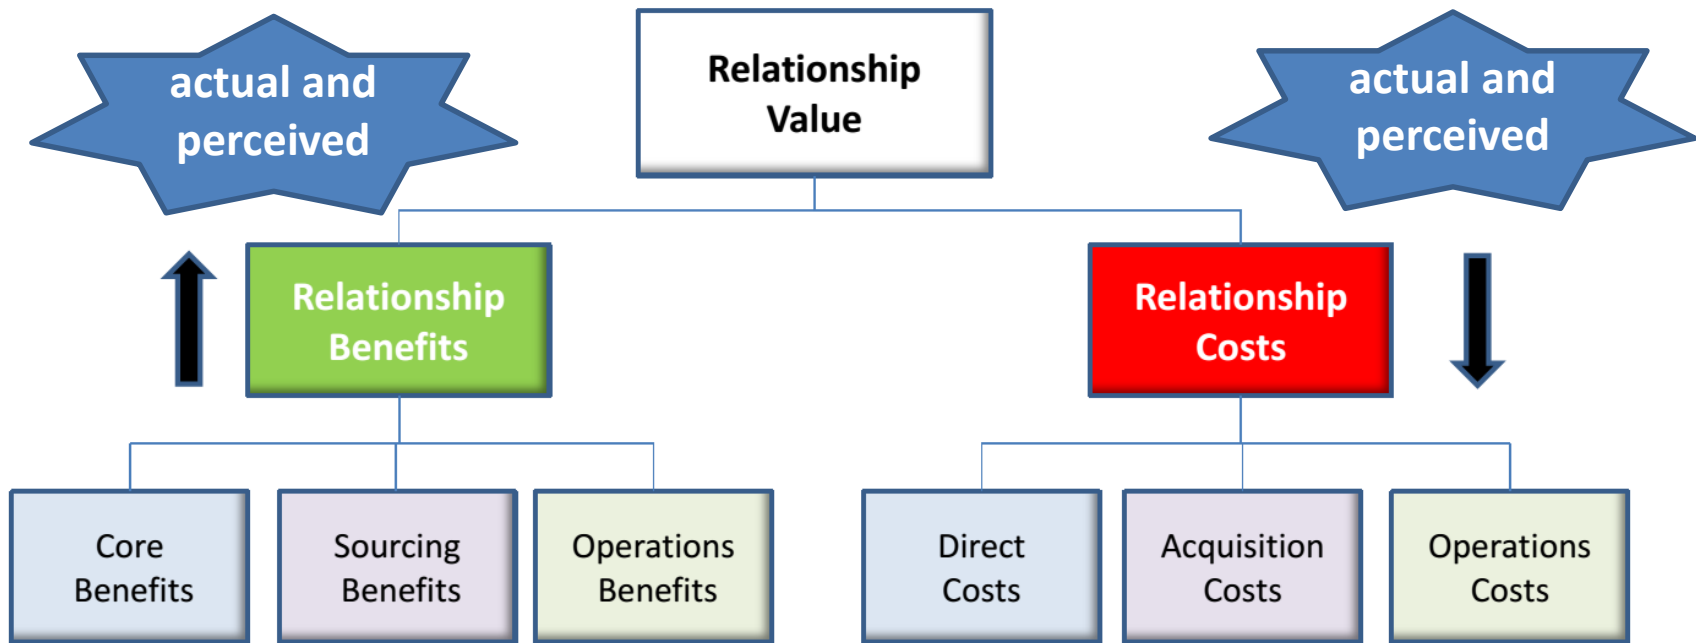 actual and
perceived
Relationship
Value
actual and
perceived
Relationship
Benefits
Relationship
Costs
Core
Benefits
Sourcing
Benefits
Operations
Benefits
Direct
Costs
Acquisition
Costs
Operations
Costs